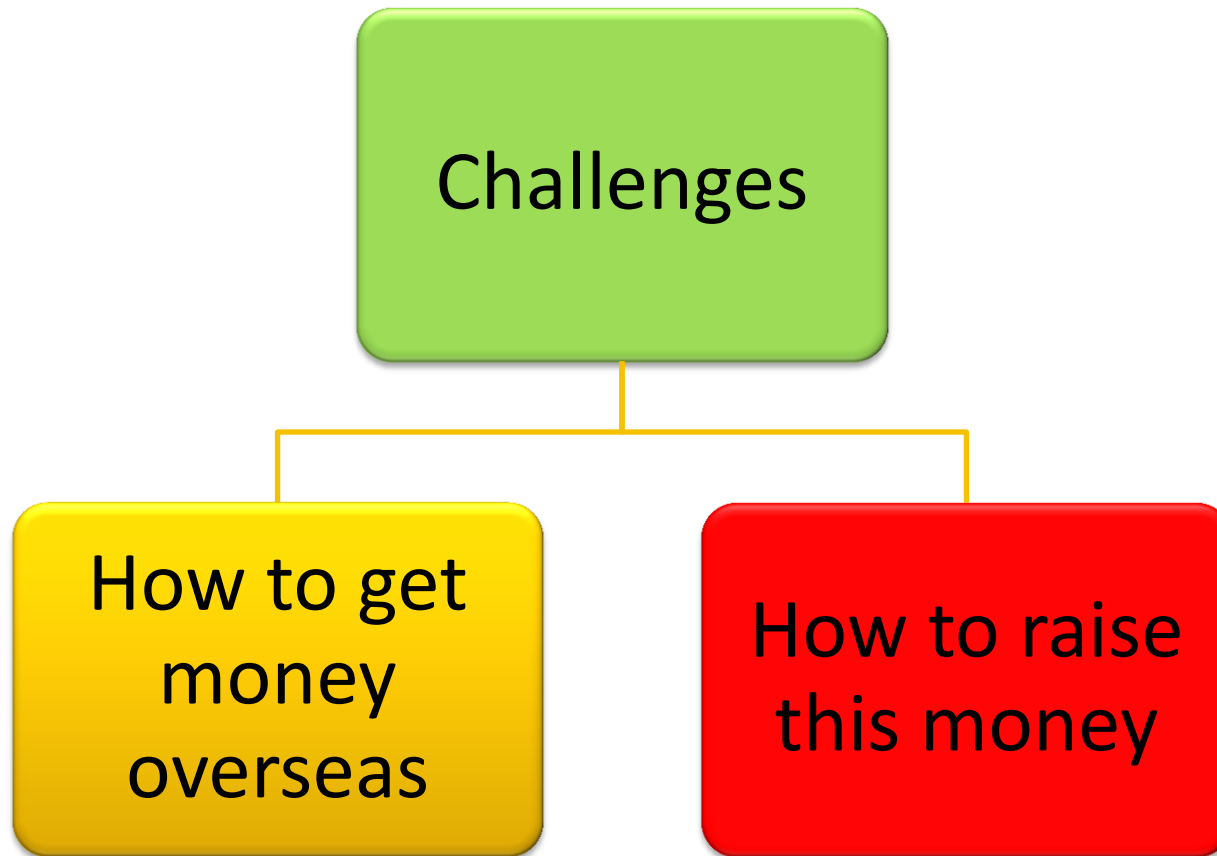 Challenges
How to get
money
overseas
How to raise
this money